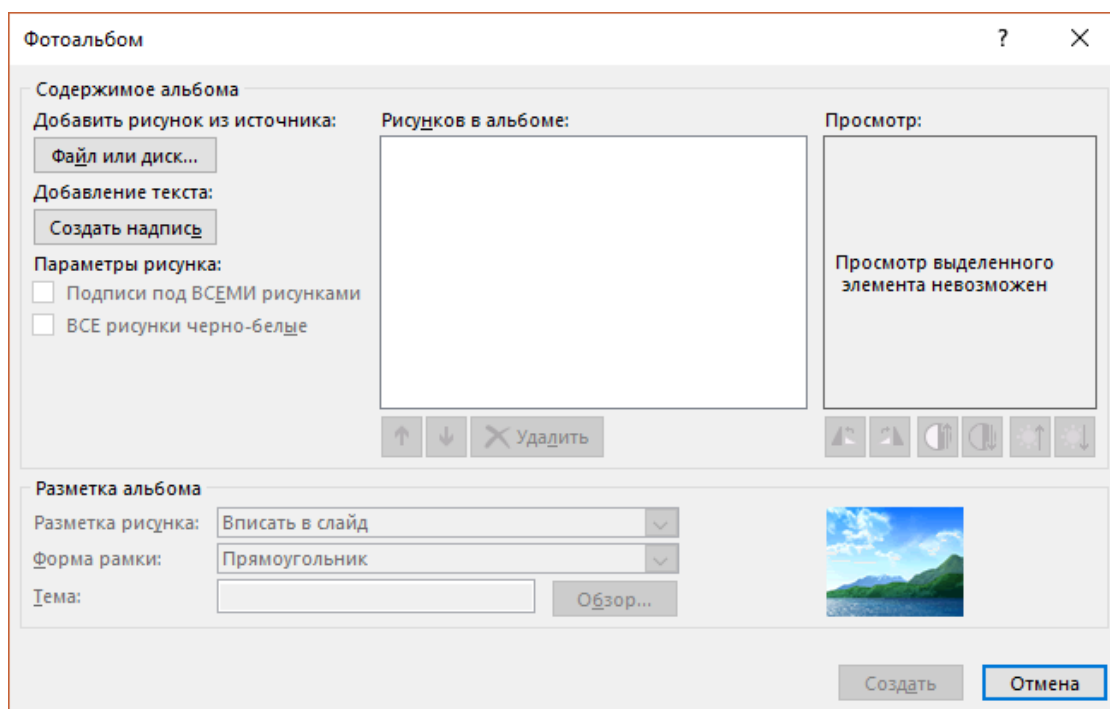 Фотоальбом
?
Содержимое альбома
Добавить рисунок из источника:
Файл или диск...
Добавление текста:
Создать надпись
Параметры рисунка:
Подписи под ВСЕМИ рисунками
ВСЕ рисунки черно-белые
Рисунков в альбоме:
Удалить
Просмотр:
Просмотр выделенного
элемента невозможен
Разметка альбома
Разметка рисунка: Вписать в слайд
Форма рамки: Прямоугольник
Тема: Обзор...
Создать Отмена